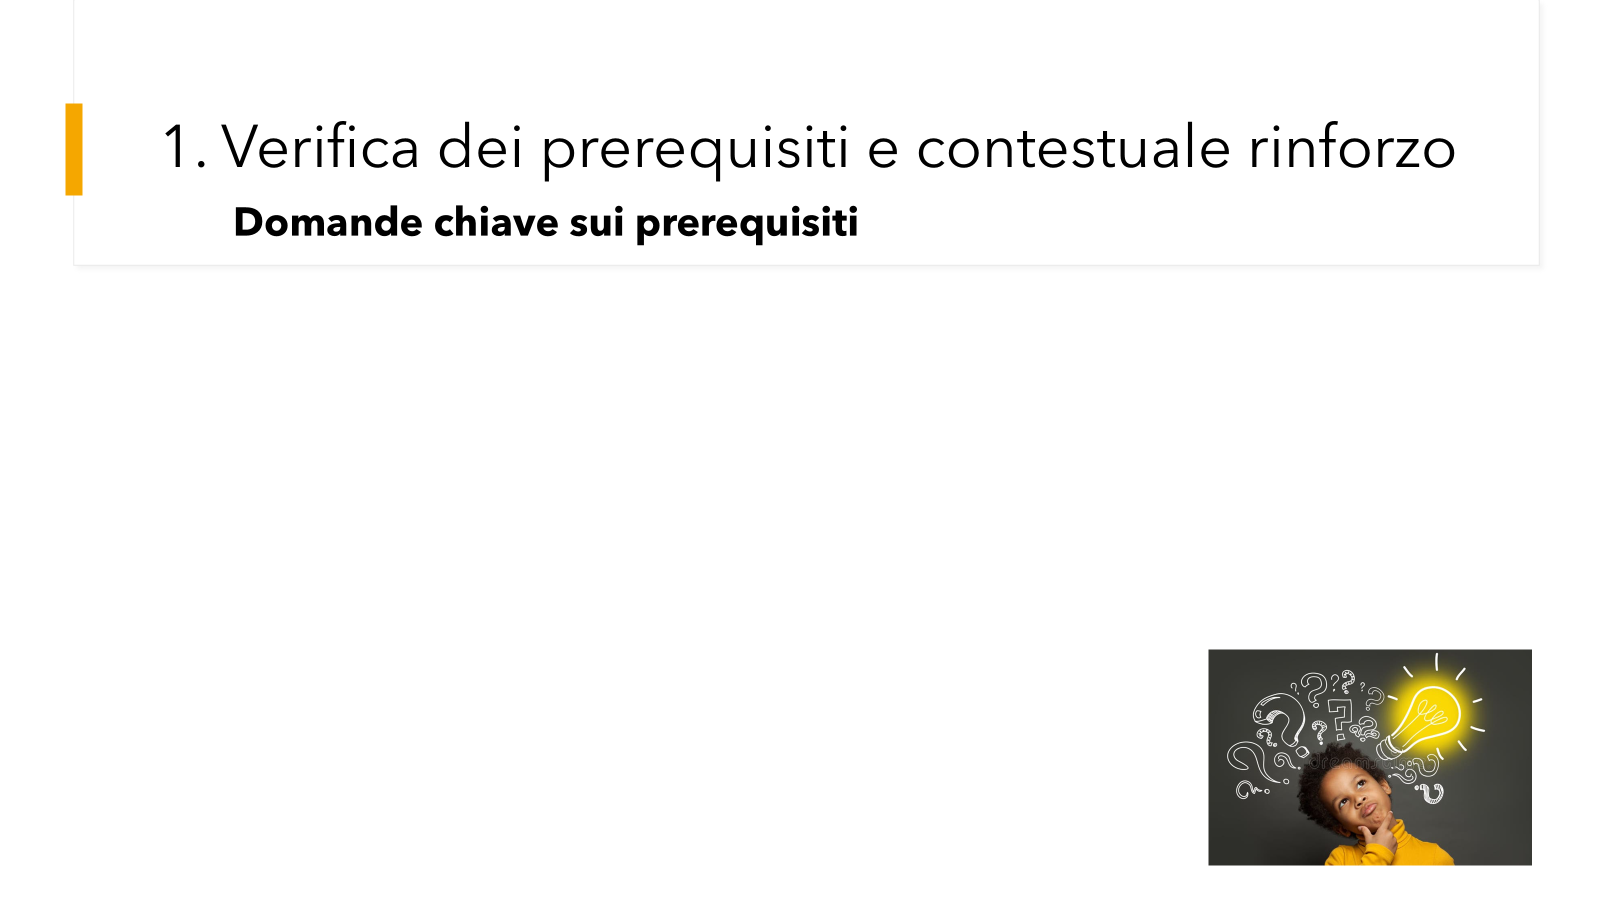 1. Verifica dei prerequisiti e contestuale rinforzo
Domande chiave sui prerequisiti